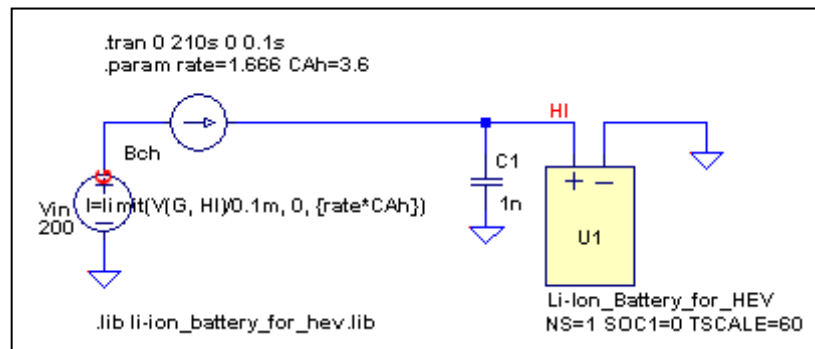 .tran 0 210s 0 0.1s
.param rate=1.666 CAh=3.6
HI
Bch
C1
G
I=limit(V(G, HI)/0.1m, 0, {rate*CAh})
Vin
200
1n
+ −
U1
Li-Ion_Battery_for_HEV
NS=1 SOC1=0 TSCALE=60
.lib li-ion_battery_for_hev.lib